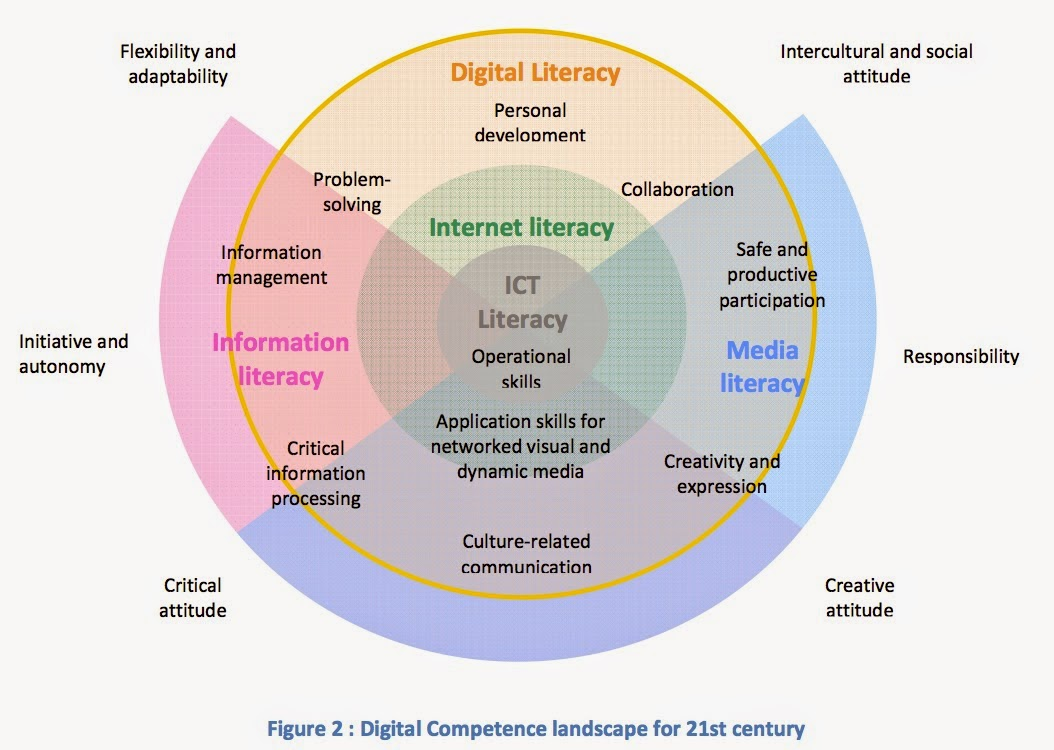 Flexibility and
adaptability
Intercultural and social
attitude
Digital Literacy
Personal
development
Problem-
solving
Collaboration
Internet literacy
Information
management
Safe and
productive
participation
ICT
Literacy
Initiative and
autonomy
Information
literacy
Operational
skills
Media
literacy
Responsibility
Application skills for
networked visual and
dynamic media
Critical
information
processing
Creativity and
expression
Culture-related
communication
Critical
attitude
Creative
attitude
Figure 2 : Digital Competence landscape for 21st century